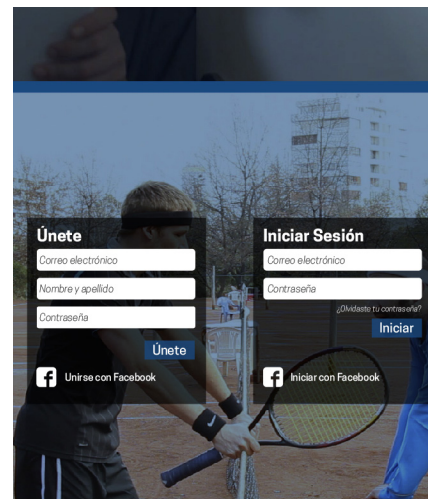 Únete
Correo electrónico
Nombre y apellido
Contraseña
Únete
Unirse con Facebook
Iniciar Sesión
Correo electrónico
Contraseña
¿Olvidaste tu contraseña?
Iniciar
Iniciar con Facebook